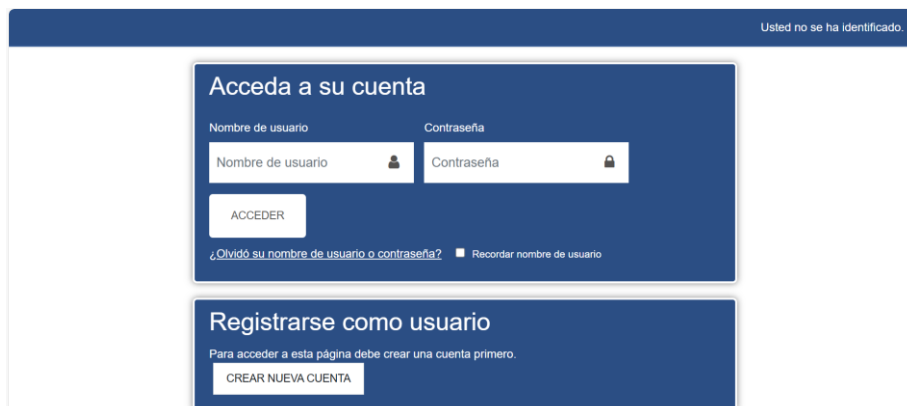 Usted no se ha identificado.
Acceda a su cuenta
Nombre de usuario Contraseña
Nombre de usuario Contraseña
ACCEDER
¿Olvidó su nombre de usuario o contraseña? Recordar nombre de usuario
Registrarse como usuario
Para acceder a esta página debe crear una cuenta primero.
CREAR NUEVA CUENTA